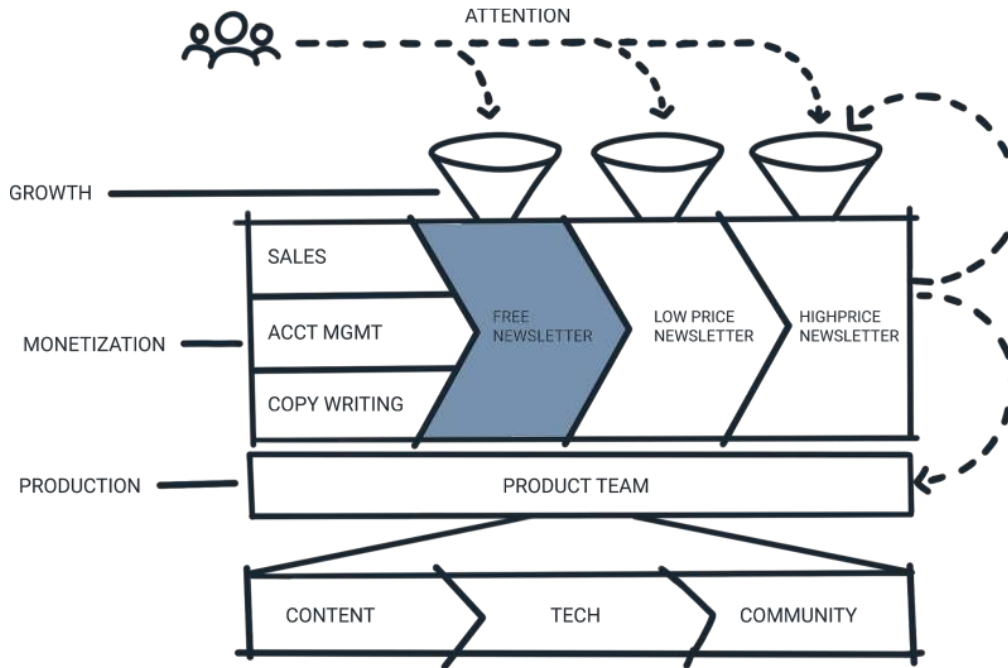 ATTENTION
GROWTH
SALES
FREE
NEWSLETTER
LOW PRICE
NEWSLETTER
HIGHPRICE
NEWSLETTER
MONETIZATION
ACCT MGMT
COPY WRITING
PRODUCTION
PRODUCT TEAM
CONTENT
TECH
COMMUNITY